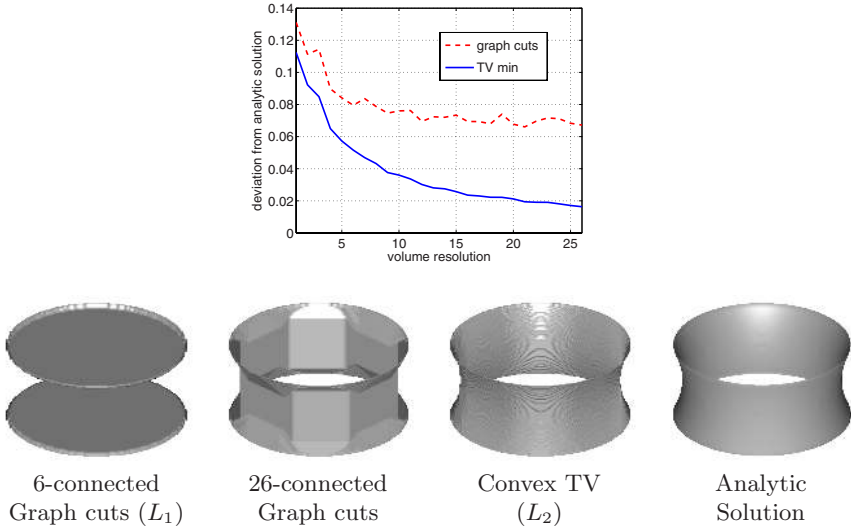 0.14
0.12
0.1
0.08
0.06
0.04
0.02
0
deviation from analytic solution
graph cuts
TV min
5 10 15 20 25
volume resolution
6-connected
Graph cuts (L₁)
26-connected
Graph cuts
Convex TV
(L₂)
Analytic
Solution